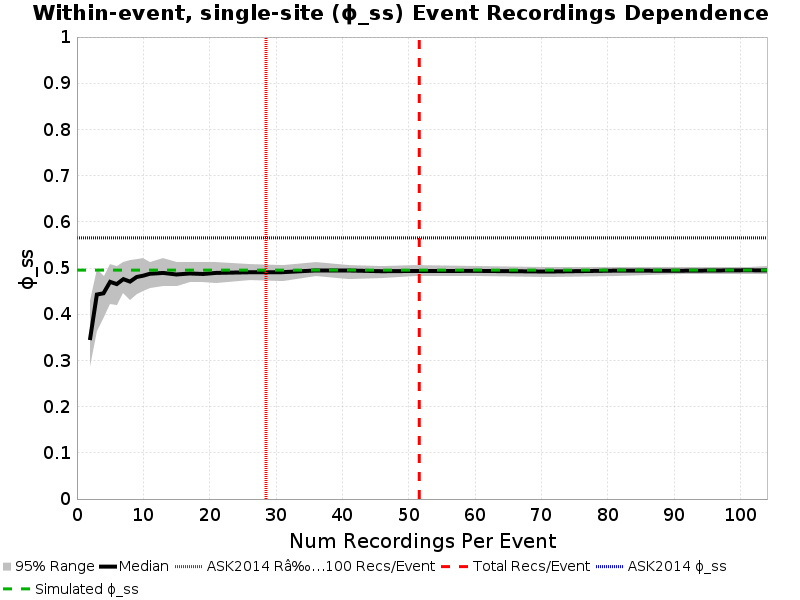 Within-event, single-site (ϕ_ss) Event Recordings Dependence
1
0.9
0.8
0.7
0.6
0.5
0.4
0.3
0.2
0.1
0
ϕ_ss
0 10 20 30 40 50 60 70 80 90 100
Num Recordings Per Event
95% Range Median ASK2014 Râ‰…100 Recs/Event Total Recs/Event ASK2014 ϕ_ss
Simulated ϕ_ss